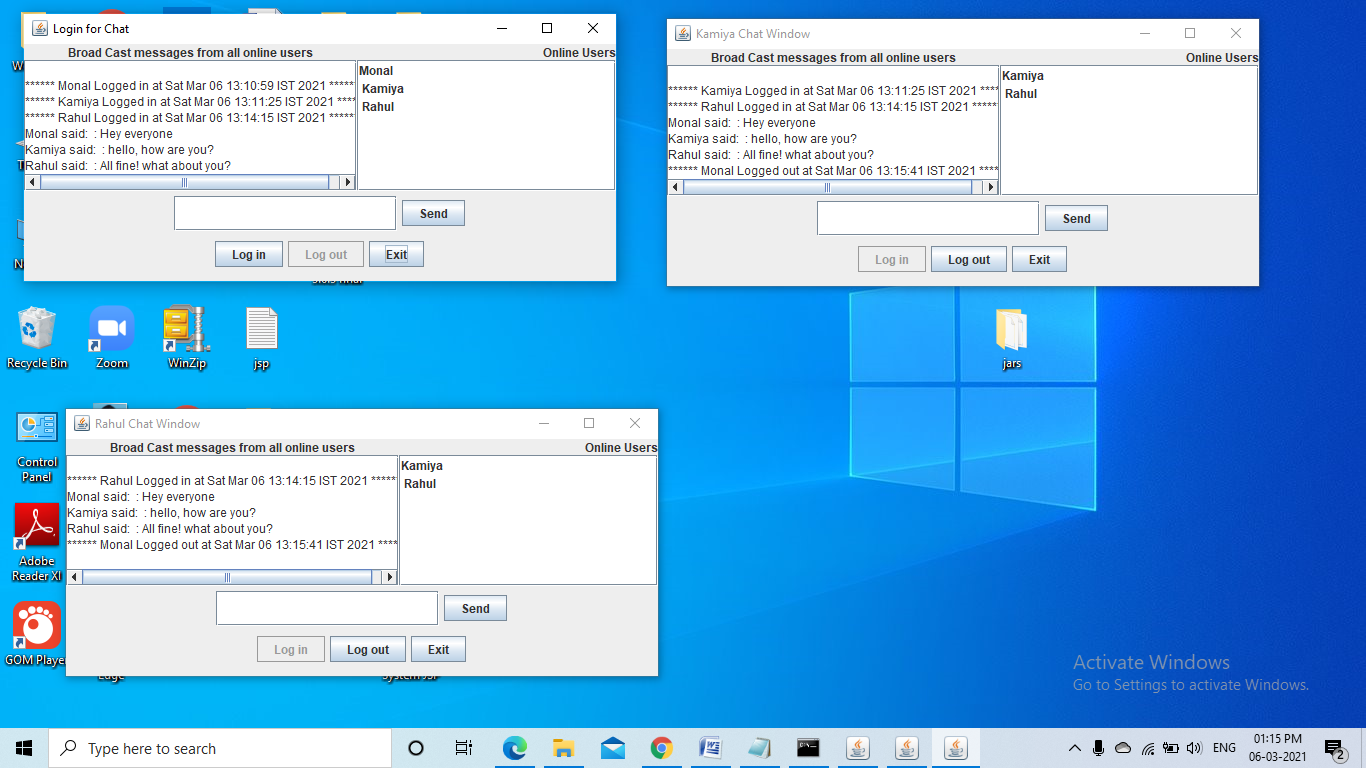 Login for Chat
Broad Cast messages from all online users Online Users
****** Monal Logged in at Sat Mar 06 13:10:59 IST 2021 *****
****** Kamiya Logged in at Sat Mar 06 13:11:25 IST 2021 ****
****** Rahul Logged in at Sat Mar 06 13:14:15 IST 2021 *****
Monal said:  : Hey everyone
Kamiya said:  : hello, how are you?
Rahul said:  : All fine! what about you?
Monal
Kamiya
Rahul
Send
Log in Log out Exit
Kamiya Chat Window
Broad Cast messages from all online users Online Users
****** Kamiya Logged in at Sat Mar 06 13:11:25 IST 2021 ****
****** Rahul Logged in at Sat Mar 06 13:14:15 IST 2021 *****
Monal said:  : Hey everyone
Kamiya said:  : hello, how are you?
Rahul said:  : All fine! what about you?
****** Monal Logged out at Sat Mar 06 13:15:41 IST 2021 ****
Kamiya
Rahul
Send
Log in Log out Exit
Recycle Bin
Zoom
WinZip
jsp
jars
Rahul Chat Window
Broad Cast messages from all online users Online Users
****** Rahul Logged in at Sat Mar 06 13:14:15 IST 2021 *****
Monal said:  : Hey everyone
Kamiya said:  : hello, how are you?
Rahul said:  : All fine! what about you?
****** Monal Logged out at Sat Mar 06 13:15:41 IST 2021 ****
Kamiya
Rahul
Send
Log in Log out Exit
Control
Panel
Adobe
Reader XI
GOM Player
Edge
Activate Windows
Go to Settings to activate Windows.
Type here to search
ENG
01:15 PM
06-03-2021
2